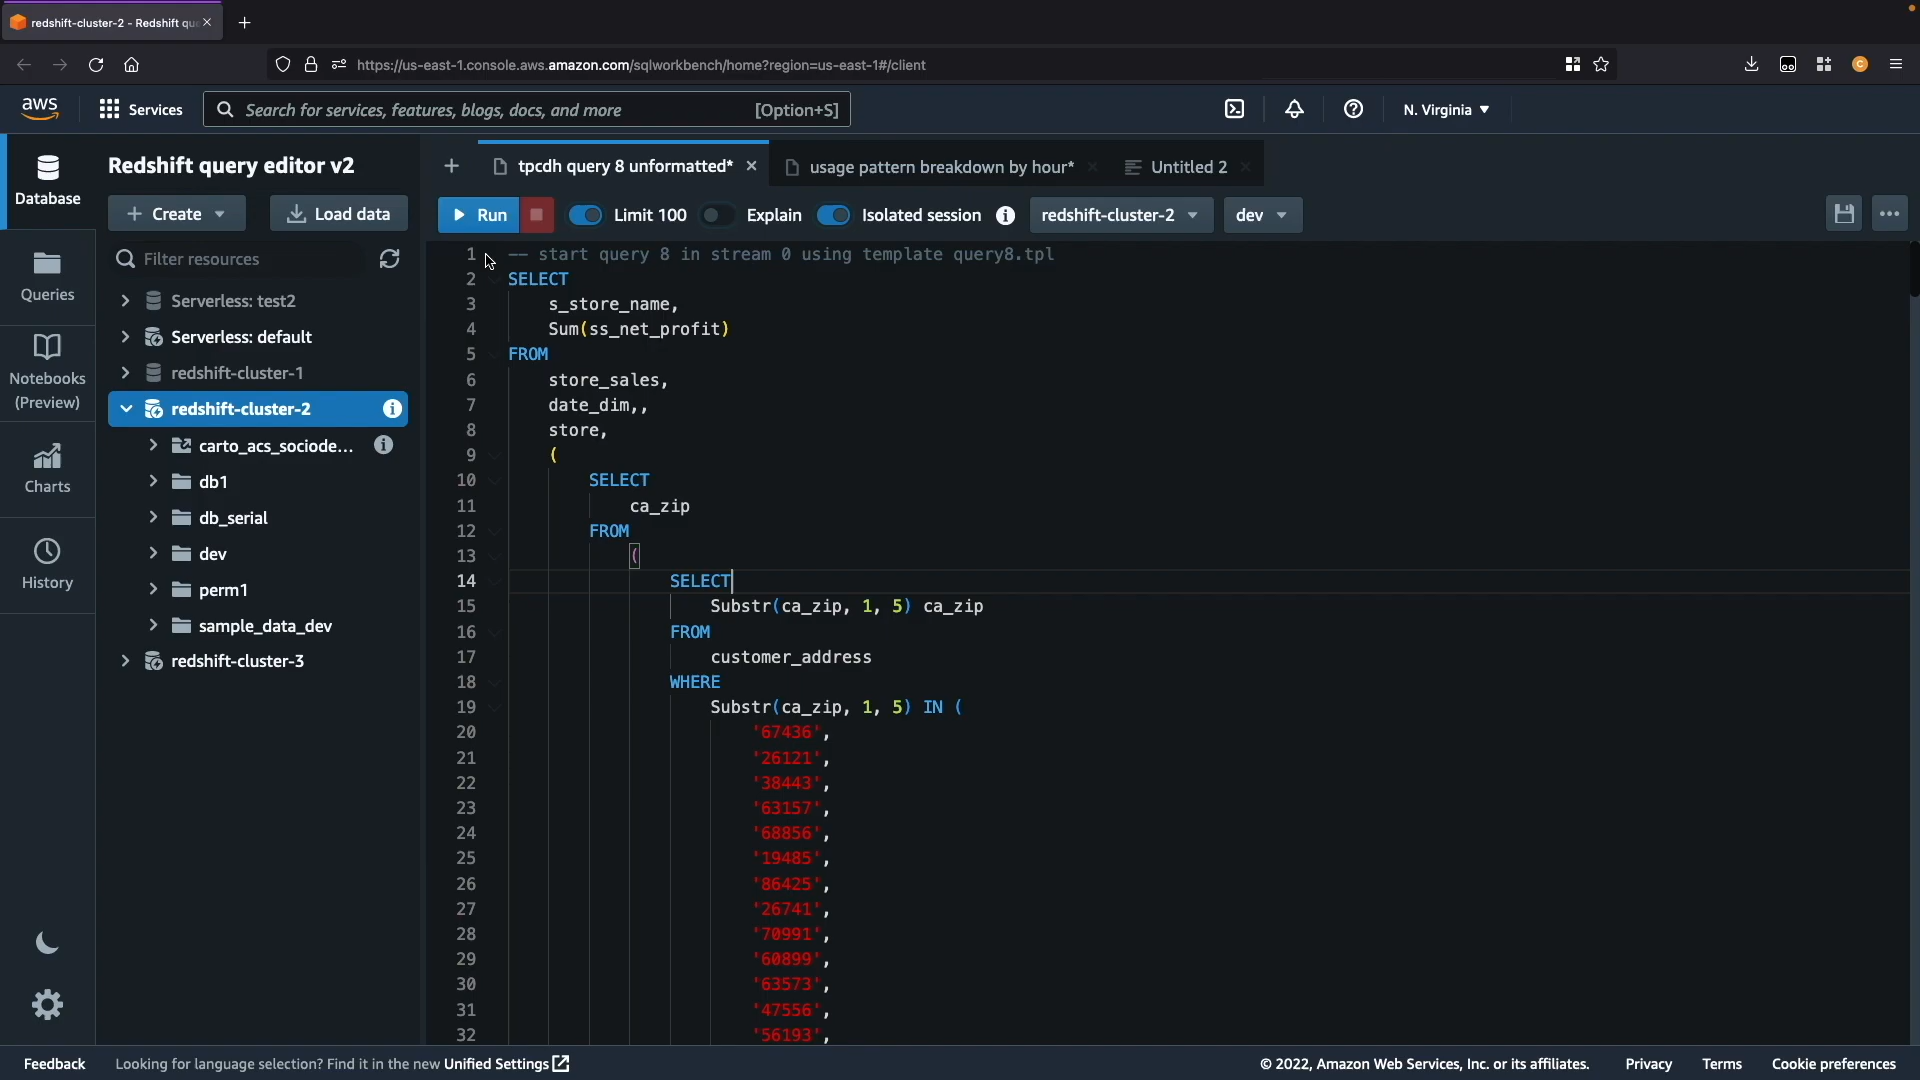 redshift-cluster-2 - Redshift qu
https://us-east-1.console.aws.amazon.com/sqlworkbench/home?region=us-east-1#/client
C
aws
Services
Search for services, features, blogs, docs, and more
[Option+S]
N. Virginia
Database
Queries
Notebooks
(Preview)
Charts
History
Redshift query editor v2
Create
Load data
Filter resources
Serverless: test2
Serverless: default
redshift-cluster-1
redshift-cluster-2
carto_acs_sociode...
db1
db_serial
dev
perm1
sample_data_dev
redshift-cluster-3
tpcdh query 8 unformatted*
usage pattern breakdown by hour*
Untitled 2
Run
Limit 100
Explain
Isolated session
redshift-cluster-2
dev
1 -- start query 8 in stream 0 using template query8.tpl
2 SELECT
3 s_store_name,
4 Sum(ss_net_profit)
5 FROM
6 store_sales,
7 date_dim,,
8 store,
9 (
10 SELECT
11 ca_zip
12 FROM
13 (
14 SELECT
15 Substr(ca_zip, 1, 5) ca_zip
16 FROM
17 customer_address
18 WHERE
19 Substr(ca_zip, 1, 5) IN (
20 '67436',
21 '26121',
22 '38443',
23 '63157',
24 '68856',
25 '19485',
26 '86425',
27 '26741',
28 '70991',
29 '60899',
30 '63573',
31 '47556',
32 '56193',
Feedback
Looking for language selection? Find it in the new Unified Settings
© 2022, Amazon Web Services, Inc. or its affiliates.
Privacy
Terms
Cookie preferences